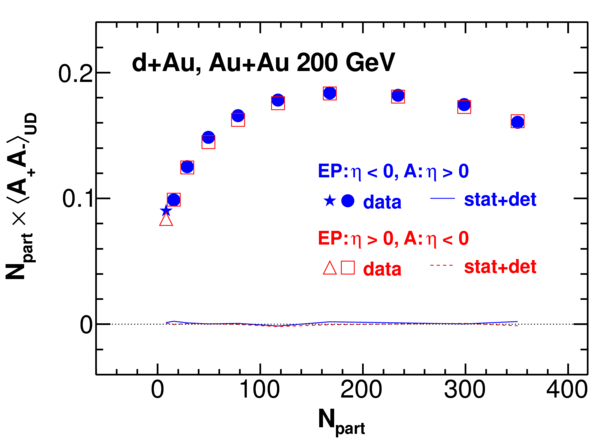 d+Au, Au+Au 200 GeV
0.2
0.1
0
N_part × ⟨A_+A_-⟩_UD
EP: η < 0, A: η > 0
data stat+det
EP: η > 0, A: η < 0
data stat+det
0 100 200 300 400
N_part